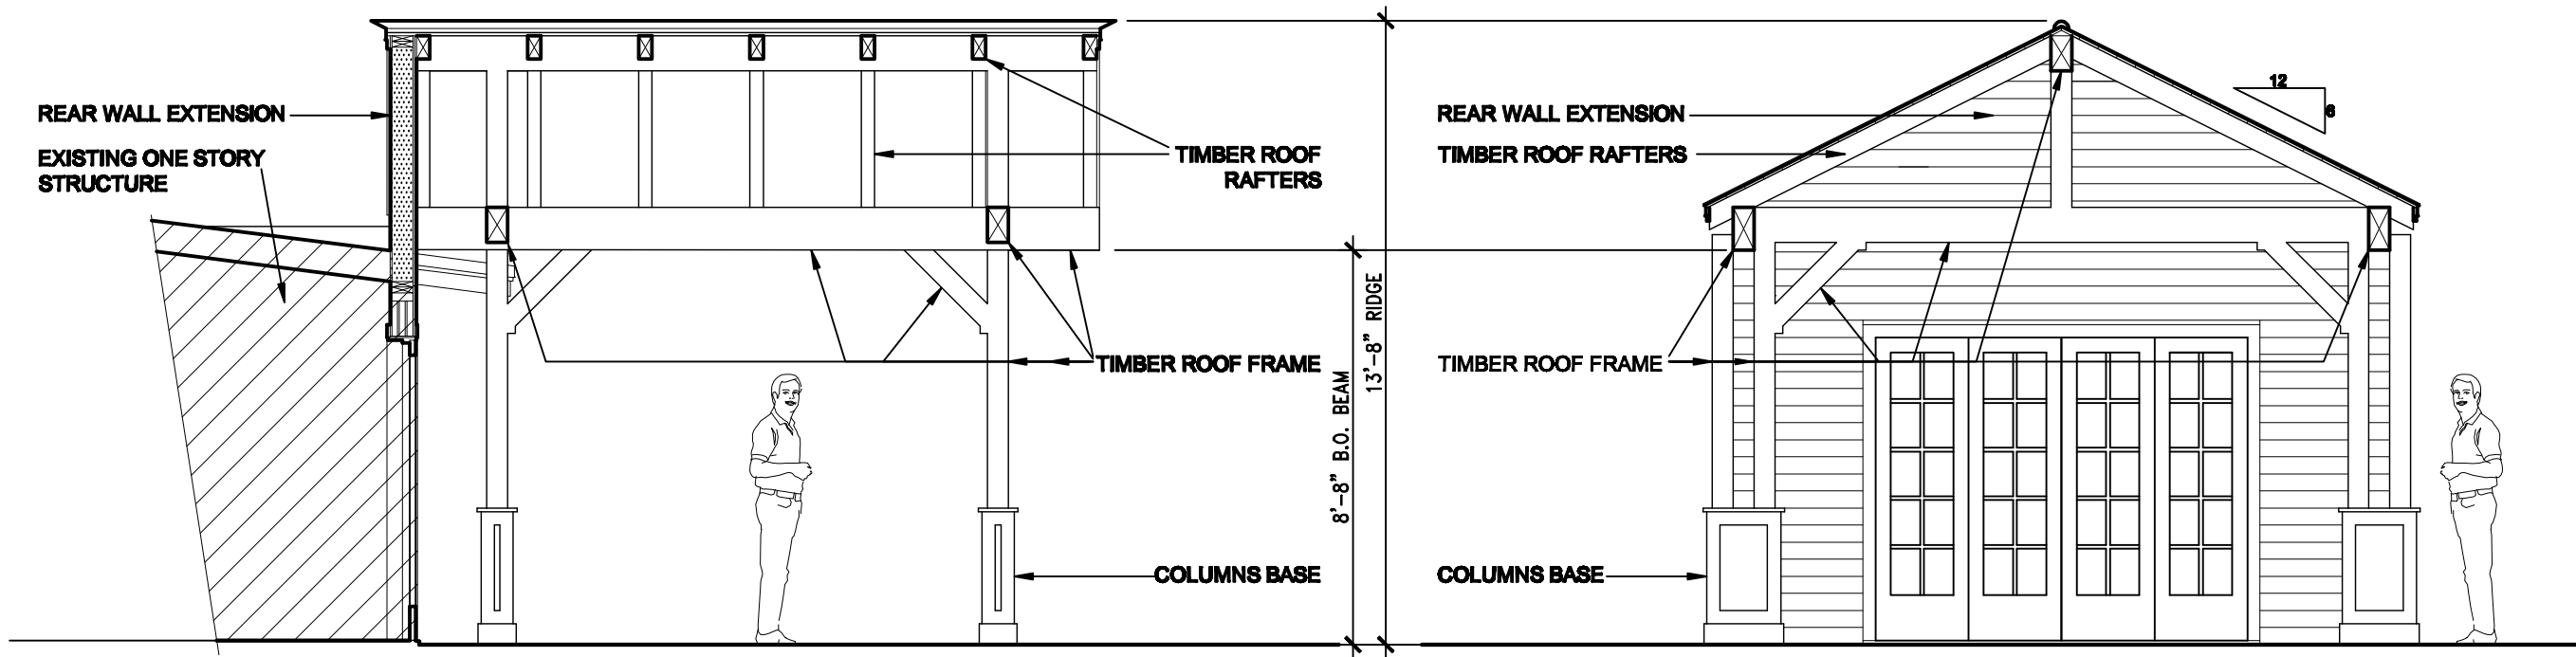 REAR WALL EXTENSION
EXISTING ONE STORY
STRUCTURE
TIMBER ROOF
RAFTERS
TIMBER ROOF FRAME
COLUMNS BASE
8'-8" B.O. BEAM
13'-8" RIDGE
REAR WALL EXTENSION
TIMBER ROOF RAFTERS
TIMBER ROOF FRAME
COLUMNS BASE
12
6